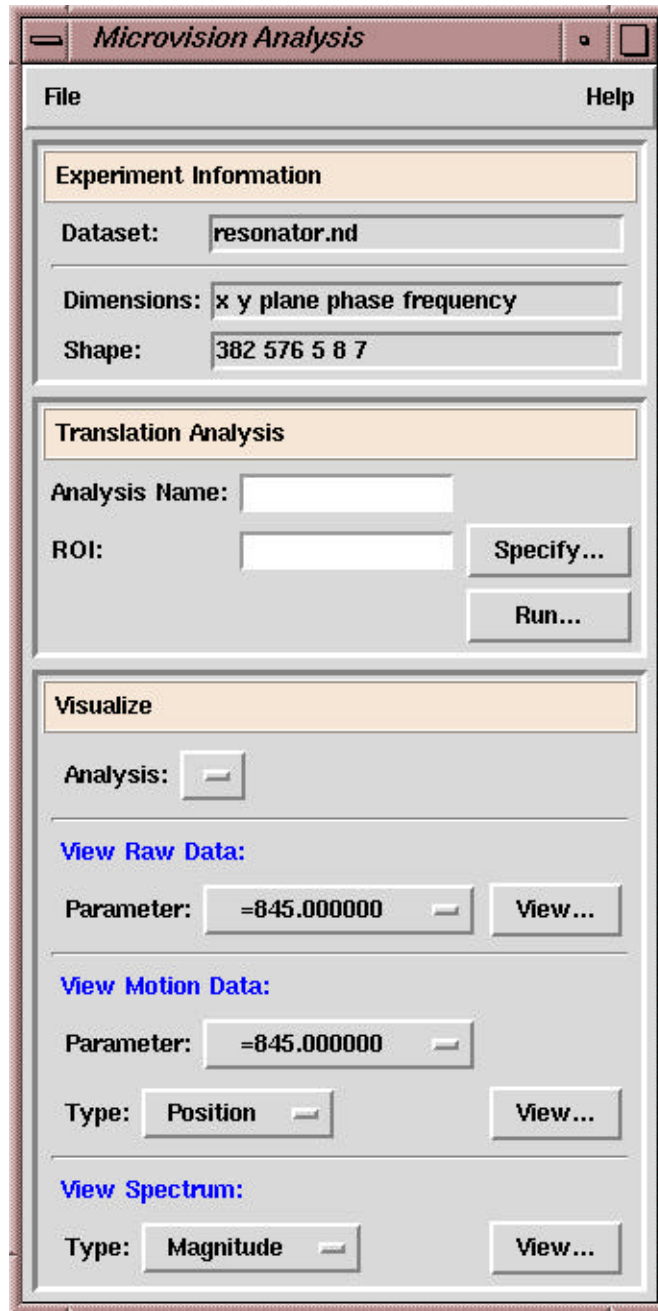 Microvision Analysis
File Help
Experiment Information
Dataset: resonator.nd
Dimensions: x y plane phase frequency
Shape: 382 576 5 8 7
Translation Analysis
Analysis Name:
ROI: Specify...
Run...
Visualize
Analysis:
View Raw Data:
Parameter: =845.000000 View...
View Motion Data:
Parameter: =845.000000
Type: Position View...
View Spectrum:
Type: Magnitude View...